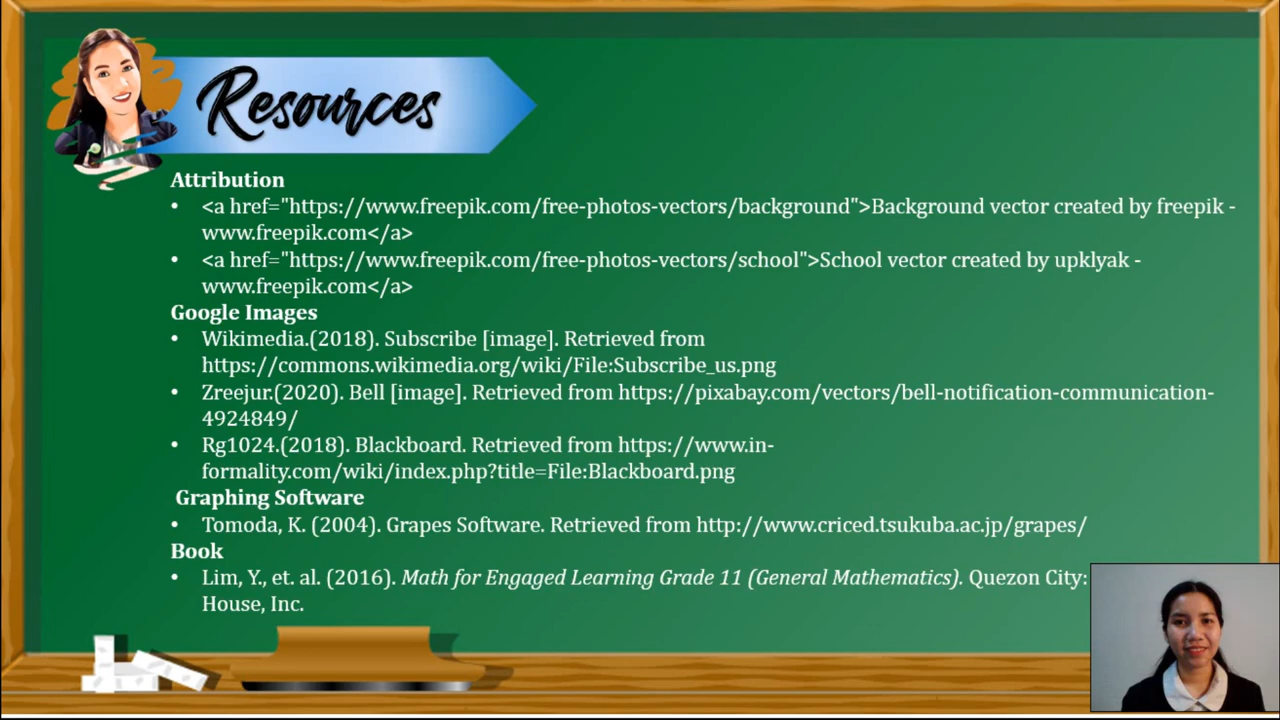 Resources
Attribution
• <a href="https://www.freepik.com/free-photos-vectors/background">Background vector created by freepik -
www.freepik.com</a>
• <a href="https://www.freepik.com/free-photos-vectors/school">School vector created by upklyak -
www.freepik.com</a>
Google Images
• Wikimedia.(2018). Subscribe [image]. Retrieved from
https://commons.wikimedia.org/wiki/File:Subscribe_us.png
• Zreejur.(2020). Bell [image]. Retrieved from https://pixabay.com/vectors/bell-notification-communication-
4924849/
• Rg1024.(2018). Blackboard. Retrieved from https://www.in-
formality.com/wiki/index.php?title=File:Blackboard.png
Graphing Software
• Tomoda, K. (2004). Grapes Software. Retrieved from http://www.criced.tsukuba.ac.jp/grapes/
Book
• Lim, Y., et. al. (2016). Math for Engaged Learning Grade 11 (General Mathematics). Quezon City:
House, Inc.